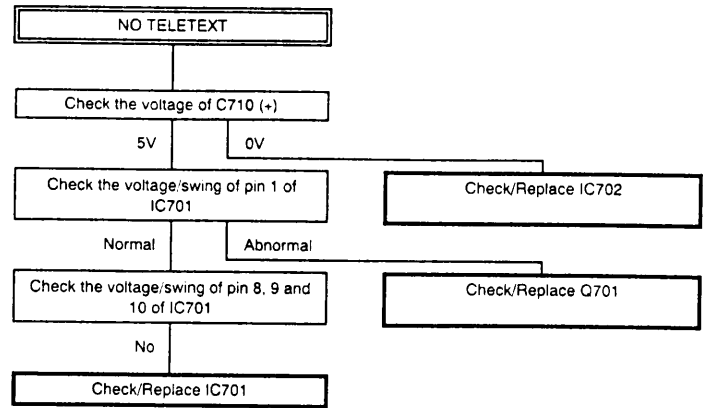 NO TELETEXT
Check the voltage of C710 (+)
5V
0V
Check the voltage/swing of pin 1 of
IC701
Check/Replace IC702
Normal
Abnormal
Check the voltage/swing of pin 8, 9 and
10 of IC701
Check/Replace Q701
No
Check/Replace IC701